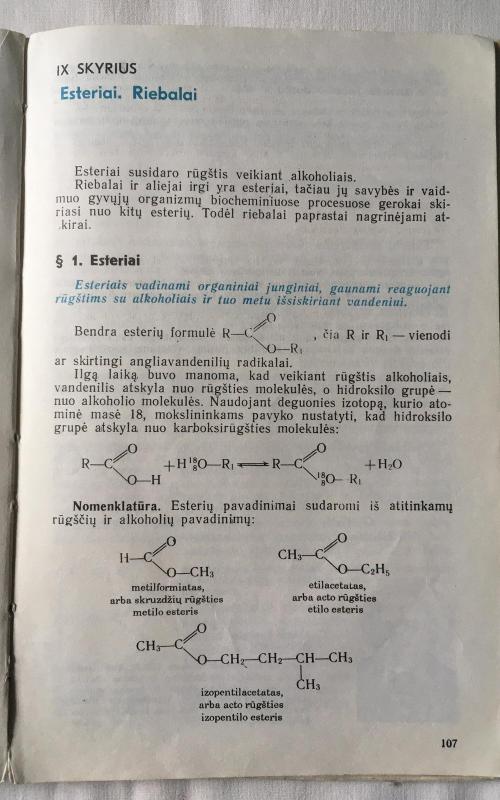 IX SKYRIUS
Esteriai. Riebalai
Esteriai susidaro rūgštis veikiant alkoholiais.
Riebalai ir aliejai irgi yra esteriai, tačiau jų savybės ir vaid-
muo gyvųjų organizmų biocheminiuose procesuose gerokai ski-
riasi nuo kitų esterių. Todėl riebalai paprastai nagrinėjami at-
kirai.
§ 1. Esteriai
Esteriais vadinami organiniai junginiai, gaunami reaguojant
rūgštims su alkoholiais ir tuo metu išsiskiriant vandeniui.
O
Bendra esterių formulė R—C , čia R ir R₁ — vienodi
O—R₁
ar skirtingi angliavandenilių radikalai.
Ilgą laiką buvo manoma, kad veikiant rūgštis alkoholiais,
vandenilis atskyla nuo rūgšties molekulės, o hidroksilo grupė —
nuo alkoholio molekulės. Naudojant deguonies izotopą, kurio ato-
minė masė 18, mokslininkams pavyko nustatyti, kad hidroksilo
grupė atskyla nuo karboksirūgšties molekulės:
O O
R—C +H¹⁸₈O—R₁ ⇄ R—C +H₂O
O—H ¹⁸₈O—R₁
Nomenklatūra. Esterių pavadinimai sudaromi iš atitinkamų
rūgščių ir alkoholių pavadinimų:
O O
H—C CH₃—C
O—CH₃ O—C₂H₅
metilformiatas, etilacetatas,
arba skruzdžių rūgšties arba acto rūgšties
metilo esteris etilo esteris
O
CH₃—C
O—CH₂—CH₂—CH—CH₃
CH₃
izopentilacetatas,
arba acto rūgšties
izopentilo esteris
107